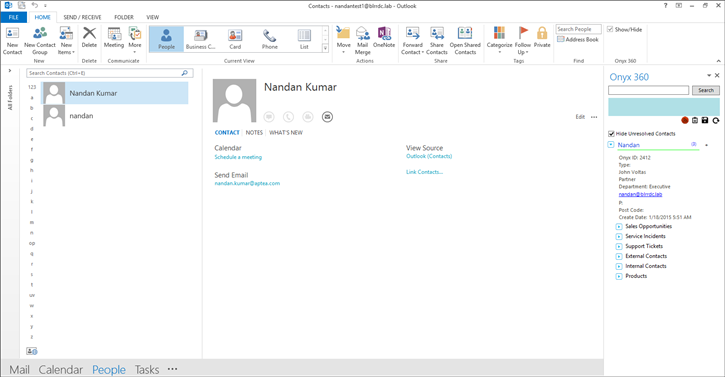 Contacts - nandantest1@blrrdc.lab - Outlook
FILE HOME SEND / RECEIVE FOLDER VIEW
New Contact
New Contact Group
New Items
Delete
Meeting
More
People
Business C...
Card
Phone
List
Move
Mail Merge
OneNote
Forward Contact
Share Contacts
Open Shared Contacts
Categorize
Follow Up
Private
Search People
Address Book
Show/Hide
New Delete Communicate Current View Actions Share Tags Find Onyx 360
All Folders
Search Contacts (Ctrl+E)
123
a
b
c
d
e
f
g
h
i
j
k
l
m
n
op
q
r
s
t
uv
w
x
y
z
Nandan Kumar
nandan
Nandan Kumar
Edit
CONTACT NOTES WHAT'S NEW
Calendar
Schedule a meeting
Send Email
nandan.kumar@aptea.com
View Source
Outlook (Contacts)
Link Contacts...
Onyx 360
Search
Hide Unresolved Contacts
Nandan
Onyx ID: 2412
Type:
John Voltas
Partner
Department: Executive
nandan@blrrdc.lab
P:
Post Code:
Create Date: 1/18/2015 5:51 AM
Sales Opportunities
Service Incidents
Support Tickets
External Contacts
Internal Contacts
Products
Mail Calendar People Tasks ...